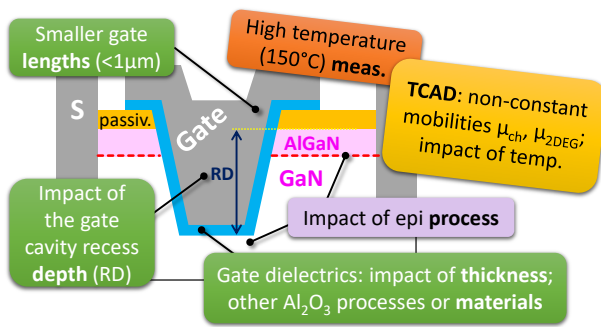 Smaller gate
lengths (<1µm)
High temperature
(150°C) meas.
TCAD: non-constant
mobilities µch, µ2DEG;
impact of temp.
S
passiv.
Gate
AlGaN
GaN
RD
Impact of
the gate
cavity recess
depth (RD)
Impact of epi process
Gate dielectrics: impact of thickness;
other Al2O3 processes or materials